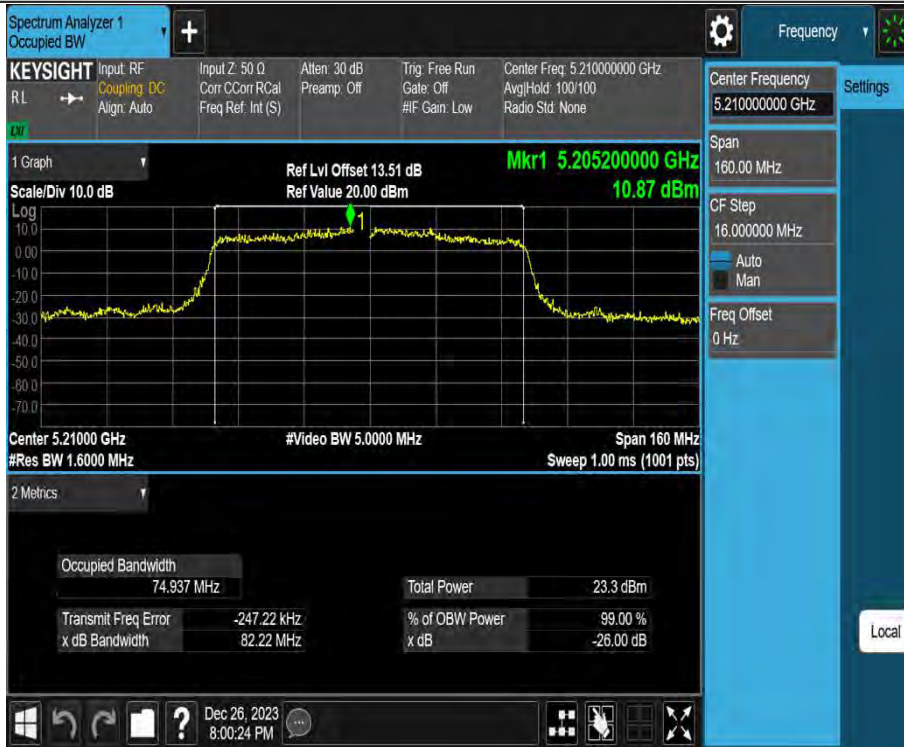 Spectrum Analyzer 1
Occupied BW
+
Frequency
KEYSIGHT
RL
Input: RF
Coupling: DC
Align: Auto
Input Z: 50 Ω
Corr CCorr RCal
Freq Ref: Int (S)
Atten: 30 dB
Preamp: Off
Trig: Free Run
Gate: Off
#IF Gain: Low
Center Freq: 5.210000000 GHz
Avg|Hold: 100/100
Radio Std: None
Center Frequency
5.210000000 GHz
Settings
Span
160.00 MHz
CF Step
16.000000 MHz
Auto
Man
Freq Offset
0 Hz
1 Graph
Scale/Div 10.0 dB
Ref Lvl Offset 13.51 dB
Ref Value 20.00 dBm
Mkr1 5.205200000 GHz
10.87 dBm
Log
1
10.0
0.00
-10.0
-20.0
-30.0
-40.0
-50.0
-60.0
-70.0
Center 5.21000 GHz
#Video BW 5.0000 MHz
Span 160 MHz
#Res BW 1.6000 MHz
Sweep 1.00 ms (1001 pts)
2 Metrics
Occupied Bandwidth
74.937 MHz
Total Power 23.3 dBm
Transmit Freq Error -247.22 kHz
% of OBW Power 99.00 %
x dB Bandwidth 82.22 MHz
x dB -26.00 dB
Local
?
Dec 26, 2023
8:00:24 PM